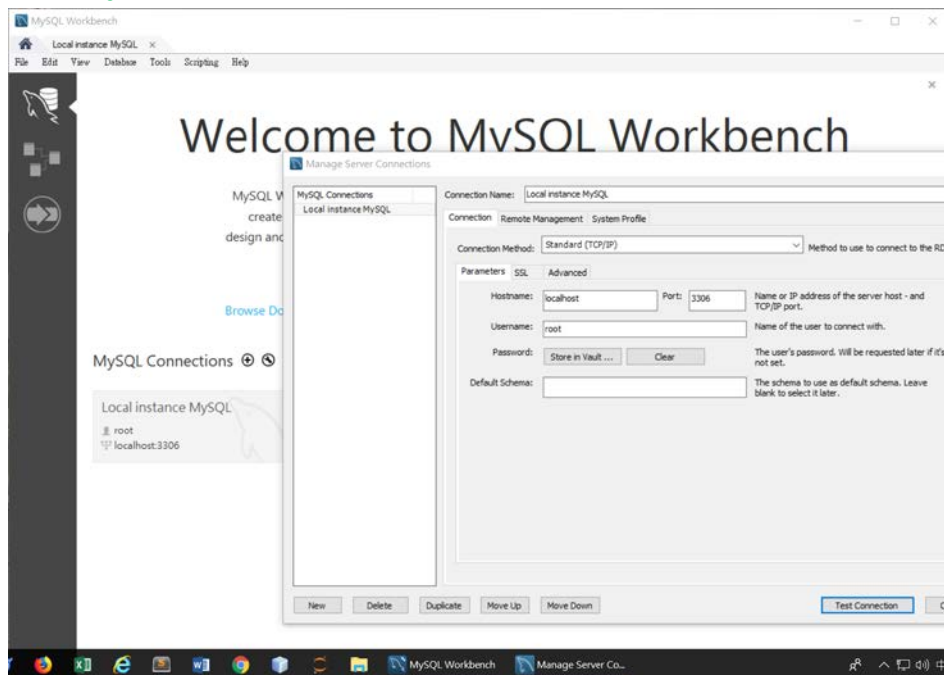 MySQL Workbench
Local instance MySQL ×
File Edit View Database Tools Scripting Help
Welcome to MySQL Workbench
MySQL W
create
design and
Browse Do
MySQL Connections
Local instance MySQL
root
localhost:3306
Manage Server Connections
MySQL Connections
Local instance MySQL
Connection Name: Local instance MySQL
Connection Remote Management System Profile
Connection Method: Standard (TCP/IP) Method to use to connect to the RD
Parameters SSL Advanced
Hostname: localhost Port: 3306 Name or IP address of the server host - and
TCP/IP port.
Username: root Name of the user to connect with.
Password: Store in Vault ... Clear The user's password. Will be requested later if it's
not set.
Default Schema: The schema to use as default schema. Leave
blank to select it later.
New Delete Duplicate Move Up Move Down Test Connection
MySQL Workbench Manage Server Co...
中